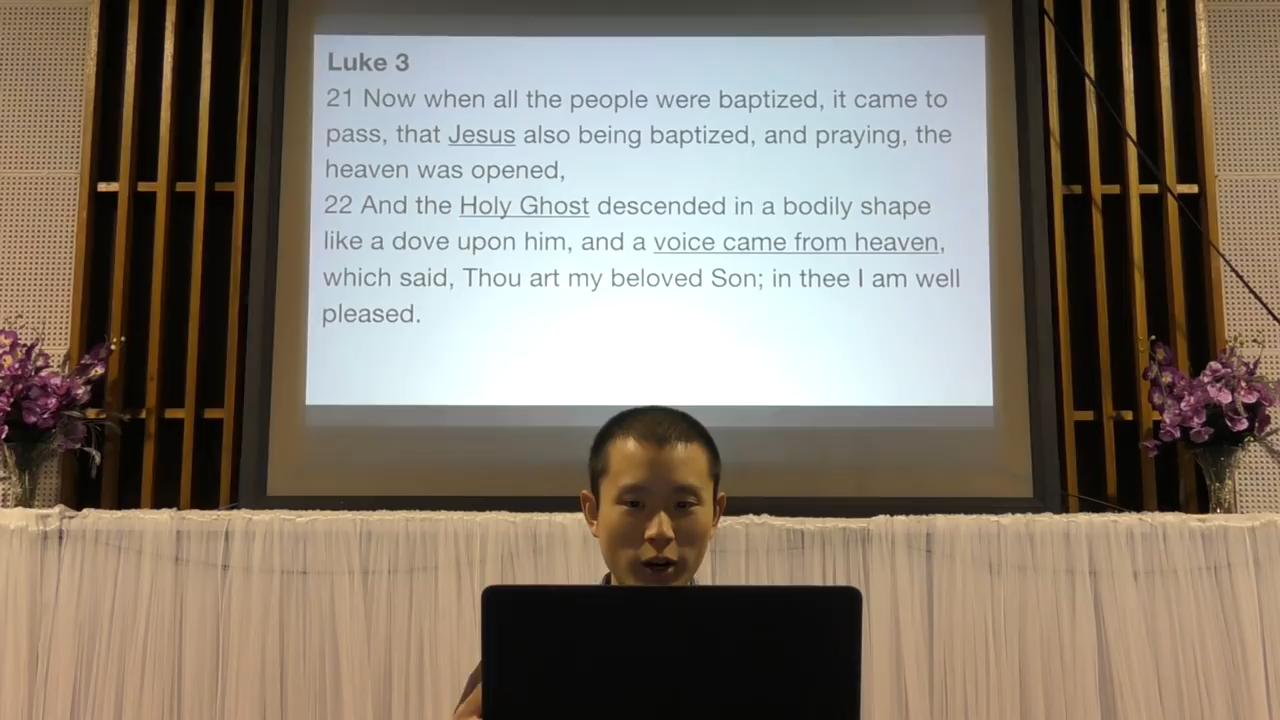 Luke 3
21 Now when all the people were baptized, it came to
pass, that Jesus also being baptized, and praying, the
heaven was opened,
22 And the Holy Ghost descended in a bodily shape
like a dove upon him, and a voice came from heaven,
which said, Thou art my beloved Son; in thee I am well
pleased.